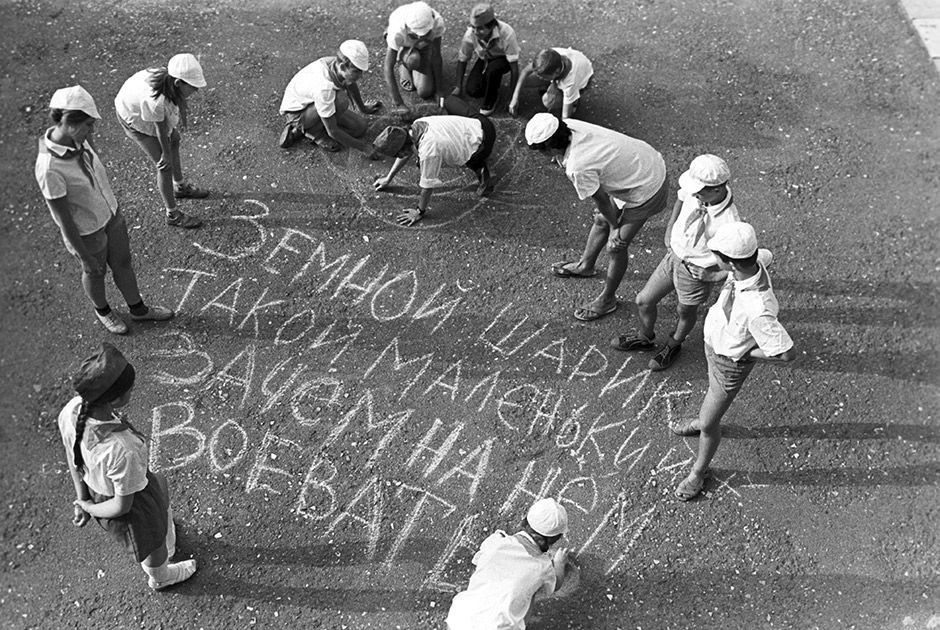 ЗЕМНОЙ ШАРИК
ТАКОЙ МАЛЕНЬКИЙ
ЗАЧЕМ НА НЕМ
ВОЕВАТЬ